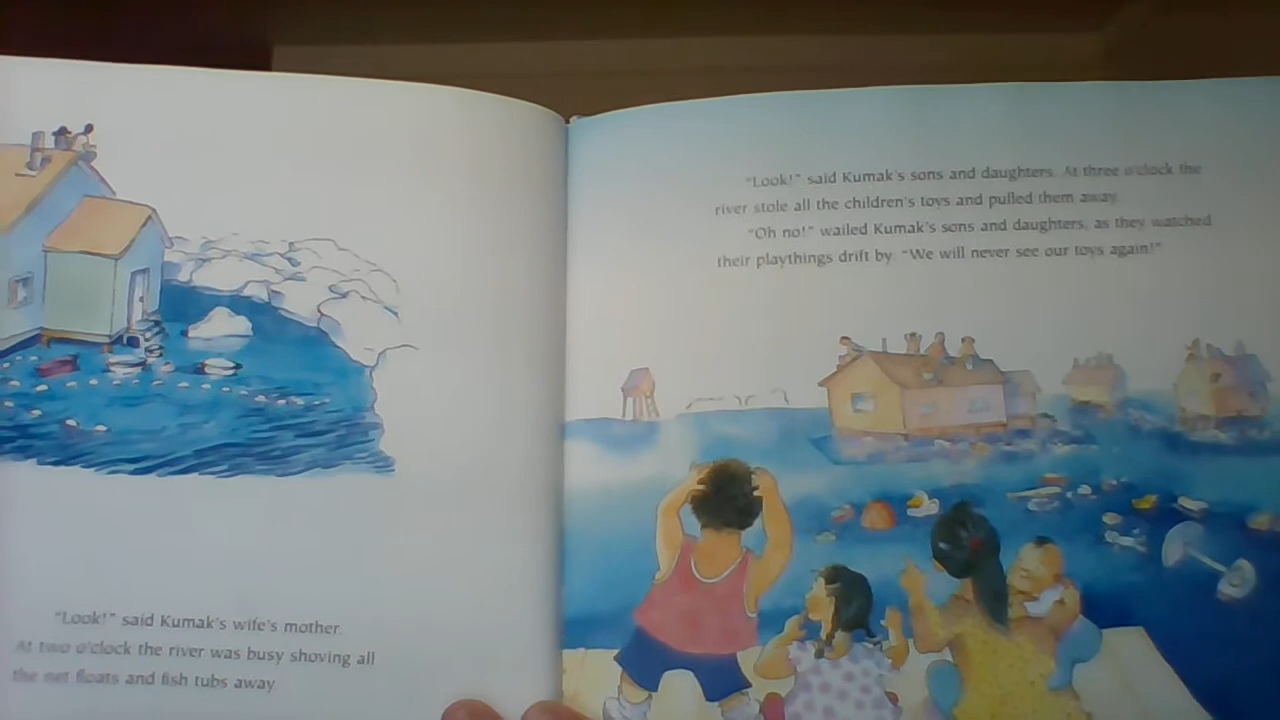 "Look!" said Kumak's wife's mother.
At two o'clock the river was busy shoving all
the net floats and fish tubs away.
"Look!" said Kumak's sons and daughters. At three o'clock the
river stole all the children's toys and pulled them away.
"Oh no!" wailed Kumak's sons and daughters, as they watched
their playthings drift by. "We will never see our toys again!"